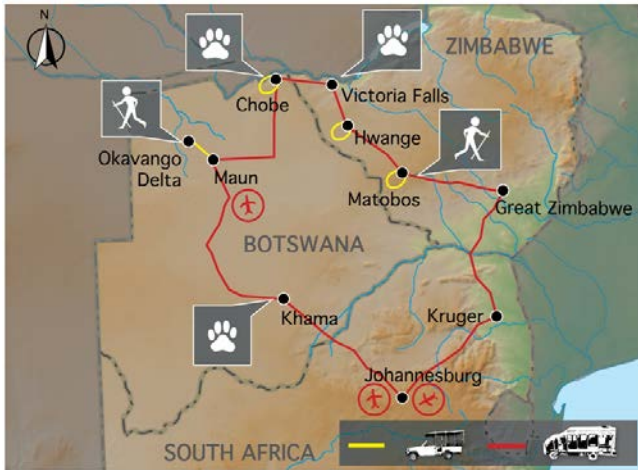 N
ZIMBABWE
Chobe
Victoria Falls
Hwange
Okavango
Delta
Maun
Matobos
Great Zimbabwe
BOTSWANA
Khama
Kruger
Johannesburg
SOUTH AFRICA